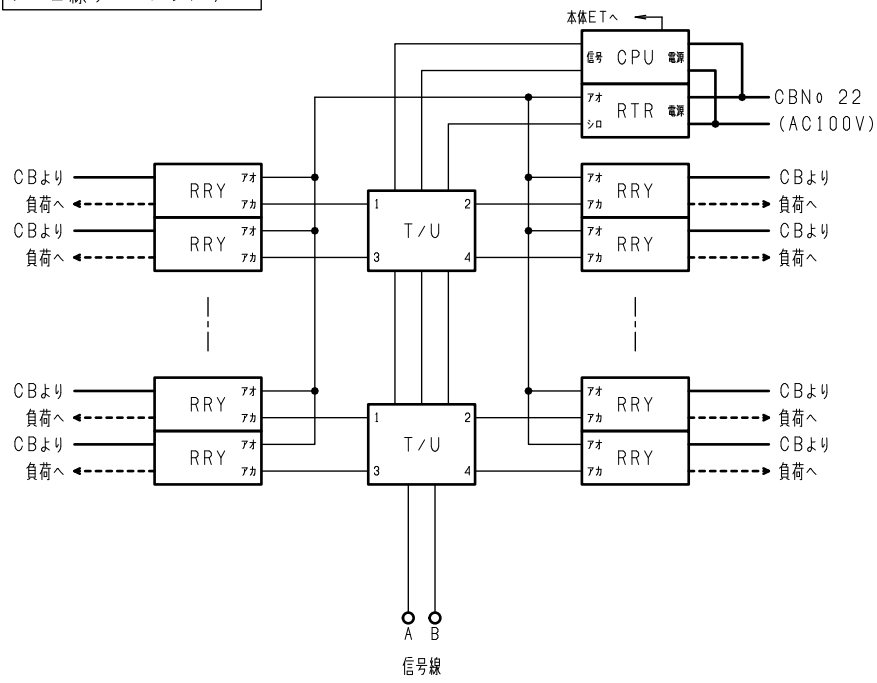 本体ETへ
信号 CPU 電源
アオ RTR 電源
シロ
CBNo 22
(AC100V)
CBより RRY アオ
負荷へ アカ
CBより RRY アオ
負荷へ アカ
1 2
T/U
3 4
アオ RRY CBより
アカ 負荷へ
アオ RRY CBより
アカ 負荷へ
CBより RRY アオ
負荷へ アカ
CBより RRY アオ
負荷へ アカ
1 2
T/U
3 4
アオ RRY CBより
アカ 負荷へ
アオ RRY CBより
アカ 負荷へ
A B
信号線